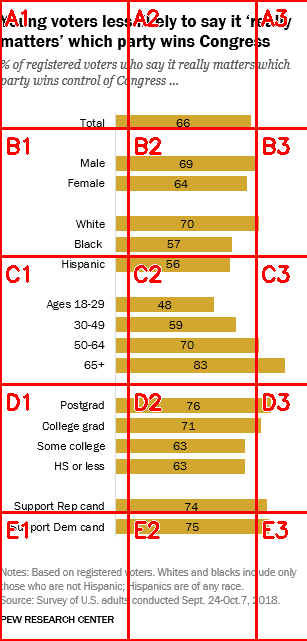 Young voters less likely to say it ‘really
matters’ which party wins Congress
% of registered voters who say it really matters which
party wins control of Congress ...
Total 66
Male 69
Female 64
White 70
Black 57
Hispanic 56
Ages 18-29 48
30-49 59
50-64 70
65+ 83
Postgrad 76
College grad 71
Some college 63
HS or less 63
Support Rep cand 74
Support Dem cand 75
Notes: Based on registered voters. Whites and blacks include only
those who are not Hispanic; Hispanics are of any race.
Source: Survey of U.S. adults conducted Sept. 24-Oct.7, 2018.
PEW RESEARCH CENTER
A1 A2 A3
B1 B2 B3
C1 C2 C3
D1 D2 D3
E1 E2 E3